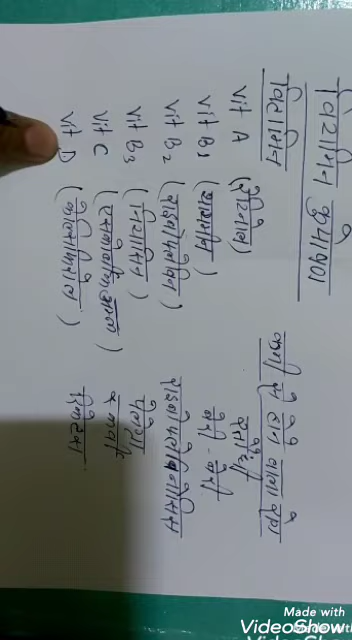 विटामिन कुपोषण
विटामिन कमी से होने वाला रोग
Vit A (रेटिनॉल) रतौंधी
Vit B₁ (थायमीन) बेरी-बेरी
Vit B₂ (राइबोफ्लेविन)
Vit B₃ (नियासिन) पेलाग्रा
Vit C (एस्कोर्बिक अम्ल) स्कर्वी
Vit D (कैल्सिफेरॉल) रिकेट्स
Made with
VideoShow